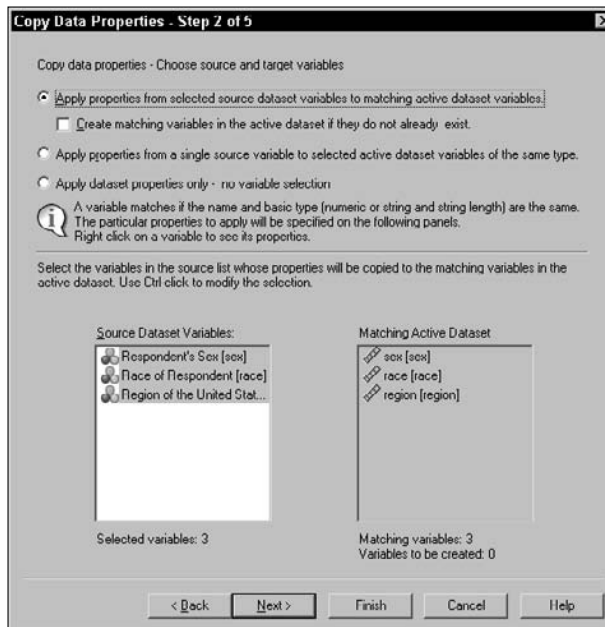 Copy Data Properties - Step 2 of 5
Copy data properties - Choose source and target variables
Apply properties from selected source dataset variables to matching active dataset variables.
Create matching variables in the active dataset if they do not already exist.
Apply properties from a single source variable to selected active dataset variables of the same type.
Apply dataset properties only - no variable selection
A variable matches if the name and basic type (numeric or string and string length) are the same.
The particular properties to apply will be specified on the following panels.
Right click on a variable to see its properties.
Select the variables in the source list whose properties will be copied to the matching variables in the
active dataset. Use Ctrl click to modify the selection.
Source Dataset Variables:
Respondent's Sex [sex]
Race of Respondent [race]
Region of the United Stat...
Selected variables: 3
Matching Active Dataset
sex [sex]
race [race]
region [region]
Matching variables: 3
Variables to be created: 0
< Back
Next >
Finish
Cancel
Help